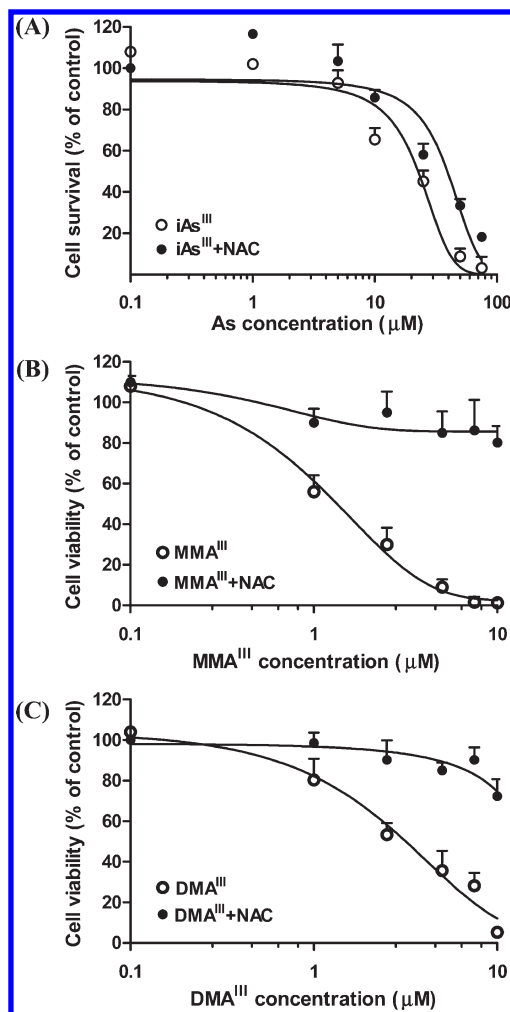 (A)
Cell survival (% of control)
120
100
80
60
40
20
iAsᴵᴵᴵ
iAsᴵᴵᴵ+NAC
0.1
1
10
100
As concentration (μM)
(B)
Cell viability (% of control)
120
100
80
60
40
20
0
MMAᴵᴵᴵ
MMAᴵᴵᴵ+NAC
0.1
1
10
MMAᴵᴵᴵ concentration (μM)
(C)
Cell viability (% of control)
120
100
80
60
40
20
0
DMAᴵᴵᴵ
DMAᴵᴵᴵ+NAC
0.1
1
10
DMAᴵᴵᴵ concentration (μM)